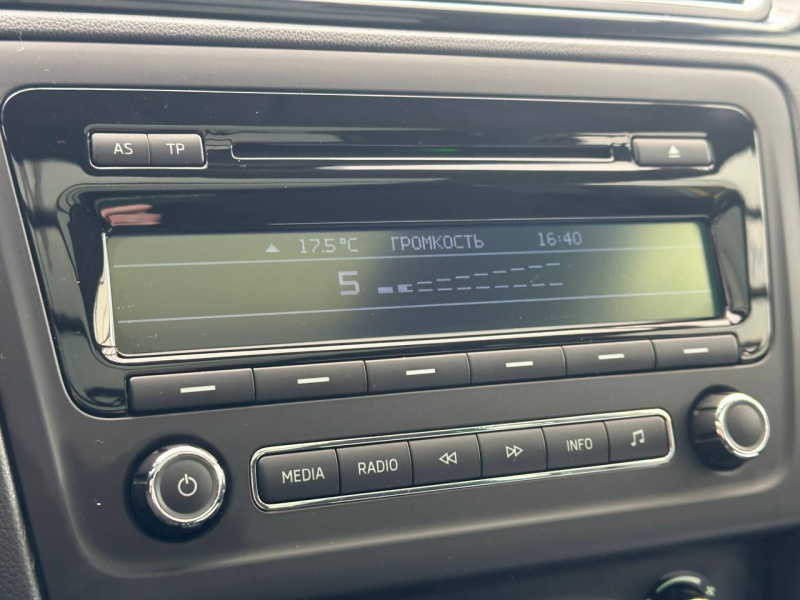 AS TP
17.5°C ГРОМКОСТЬ 16:40
5
MEDIA RADIO INFO